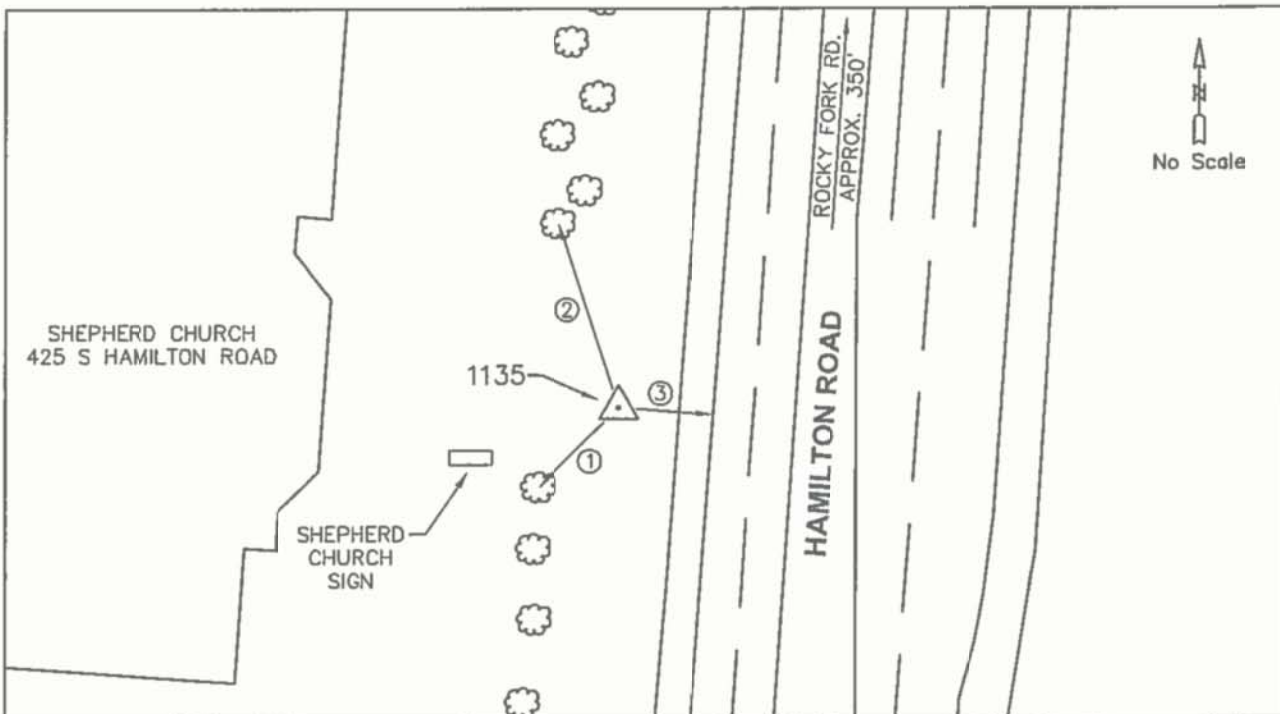 ROCKY FORK RD.
APPROX. 350'
N
No Scale
SHEPHERD CHURCH
425 S HAMILTON ROAD
②
1135
③
①
HAMILTON ROAD
SHEPHERD
CHURCH
SIGN